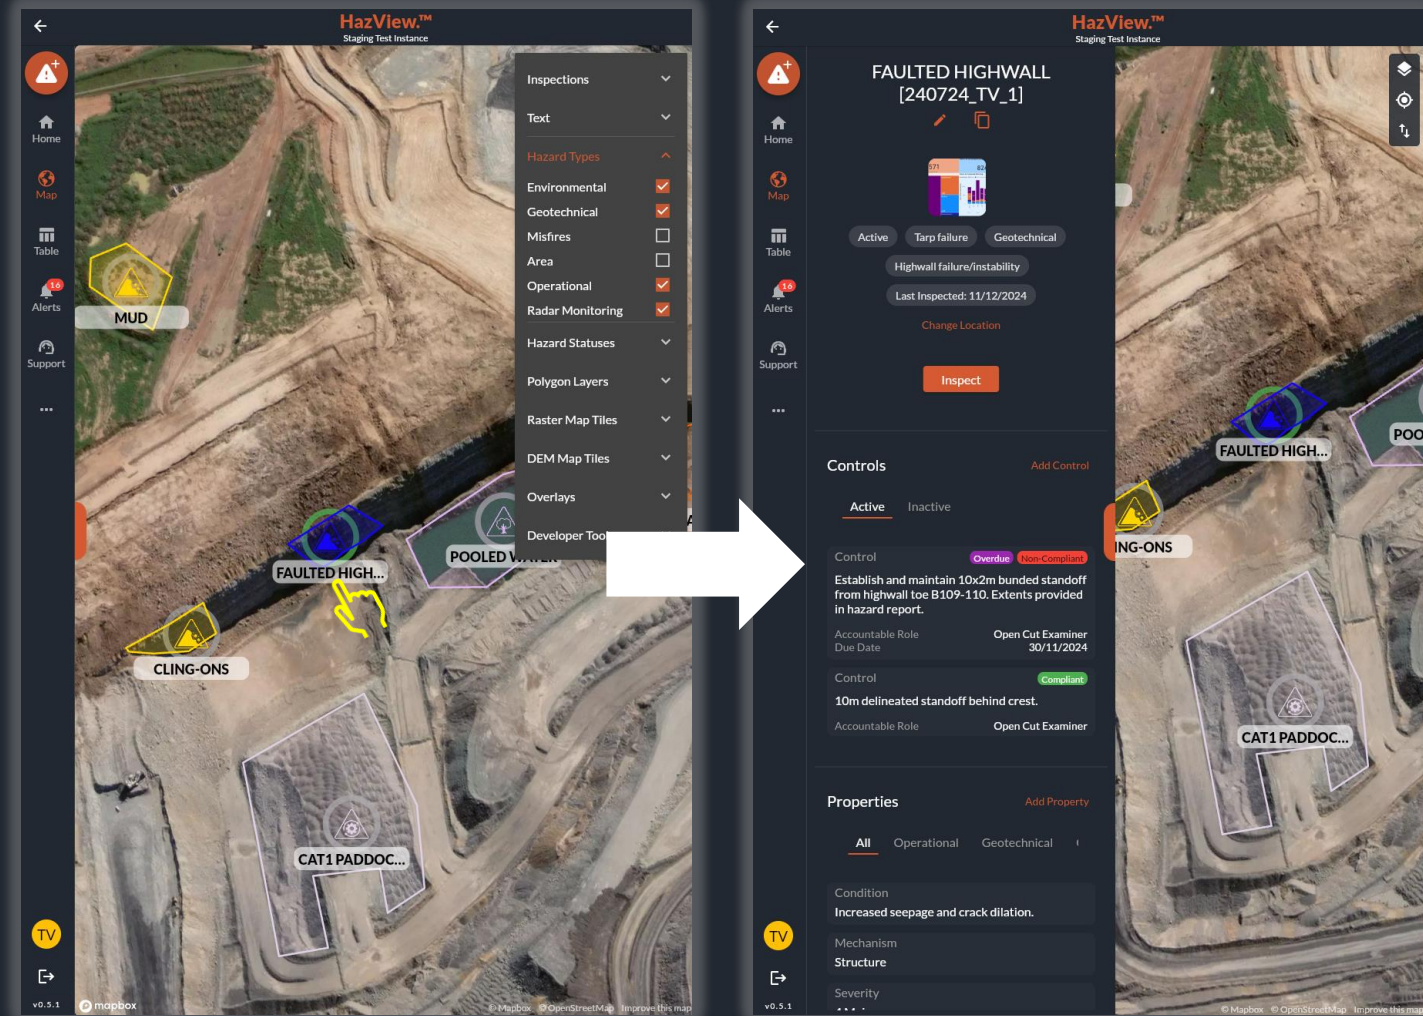 HazView.™
Staging Test Instance
Home
Map
Table
16
Alerts
Support
TV
v0.5.1
Inspections
Text
Hazard Types
Environmental
Geotechnical
Misfires
Area
Operational
Radar Monitoring
Hazard Statuses
Polygon Layers
Raster Map Tiles
DEM Map Tiles
Overlays
Developer
MUD
FAULTED HIGH...
POOLED
CLING-ONS
CAT1 PADDOC...
mapbox
© Mapbox © OpenStreetMap Improve this map
HazView.™
Staging Test Instance
Home
Map
Table
16
Alerts
Support
TV
v0.5.1
FAULTED HIGHWALL
[240724_TV_1]
571
Active Tarp failure Geotechnical
Highwall failure/instability
Last Inspected: 11/12/2024
Change Location
Inspect
Controls Add Control
Active Inactive
Control Overdue Non-Compliant
Establish and maintain 10x2m bunded standoff
from highwall toe B109-110. Extents provided
in hazard report.
Accountable Role Open Cut Examiner
Due Date 30/11/2024
Control Compliant
10m delineated standoff behind crest.
Accountable Role Open Cut Examiner
Properties Add Property
All Operational Geotechnical
Condition
Increased seepage and crack dilation.
Mechanism
Structure
Severity
FAULTED HIGH...
POO
NG-ONS
CAT1 PADDOC...
© Mapbox © OpenStreetMap Improve this map